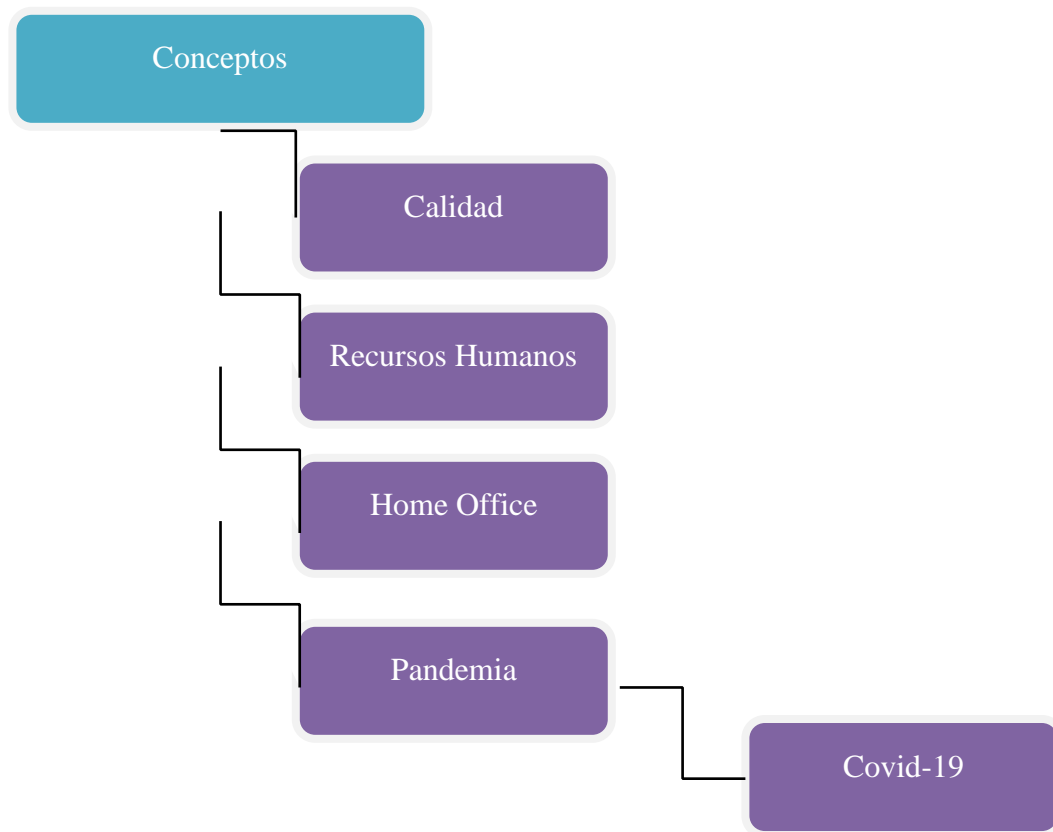 Conceptos
Calidad
Recursos Humanos
Home Office
Pandemia
Covid-19